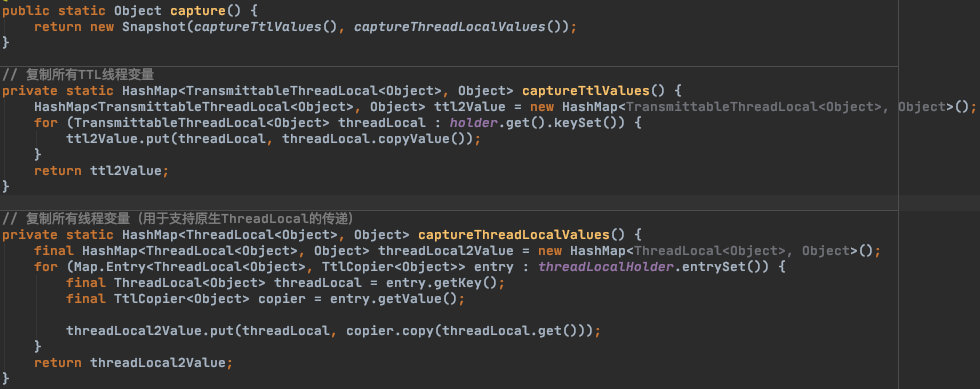 public static Object capture() {
    return new Snapshot(captureTtlValues(), captureThreadLocalValues());
}
// 复制所有TTL线程变量
private static HashMap<TransmittableThreadLocal<Object>, Object> captureTtlValues() {
    HashMap<TransmittableThreadLocal<Object>, Object> ttl2Value = new HashMap<TransmittableThreadLocal<Object>, Object>();
    for (TransmittableThreadLocal<Object> threadLocal : holder.get().keySet()) {
        ttl2Value.put(threadLocal, threadLocal.copyValue());
    }
    return ttl2Value;
}
// 复制所有线程变量（用于支持原生ThreadLocal的传递）
private static HashMap<ThreadLocal<Object>, Object> captureThreadLocalValues() {
    final HashMap<ThreadLocal<Object>, Object> threadLocal2Value = new HashMap<ThreadLocal<Object>, Object>();
    for (Map.Entry<ThreadLocal<Object>, TtlCopier<Object>> entry : threadLocalHolder.entrySet()) {
        final ThreadLocal<Object> threadLocal = entry.getKey();
        final TtlCopier<Object> copier = entry.getValue();
        threadLocal2Value.put(threadLocal, copier.copy(threadLocal.get()));
    }
    return threadLocal2Value;
}